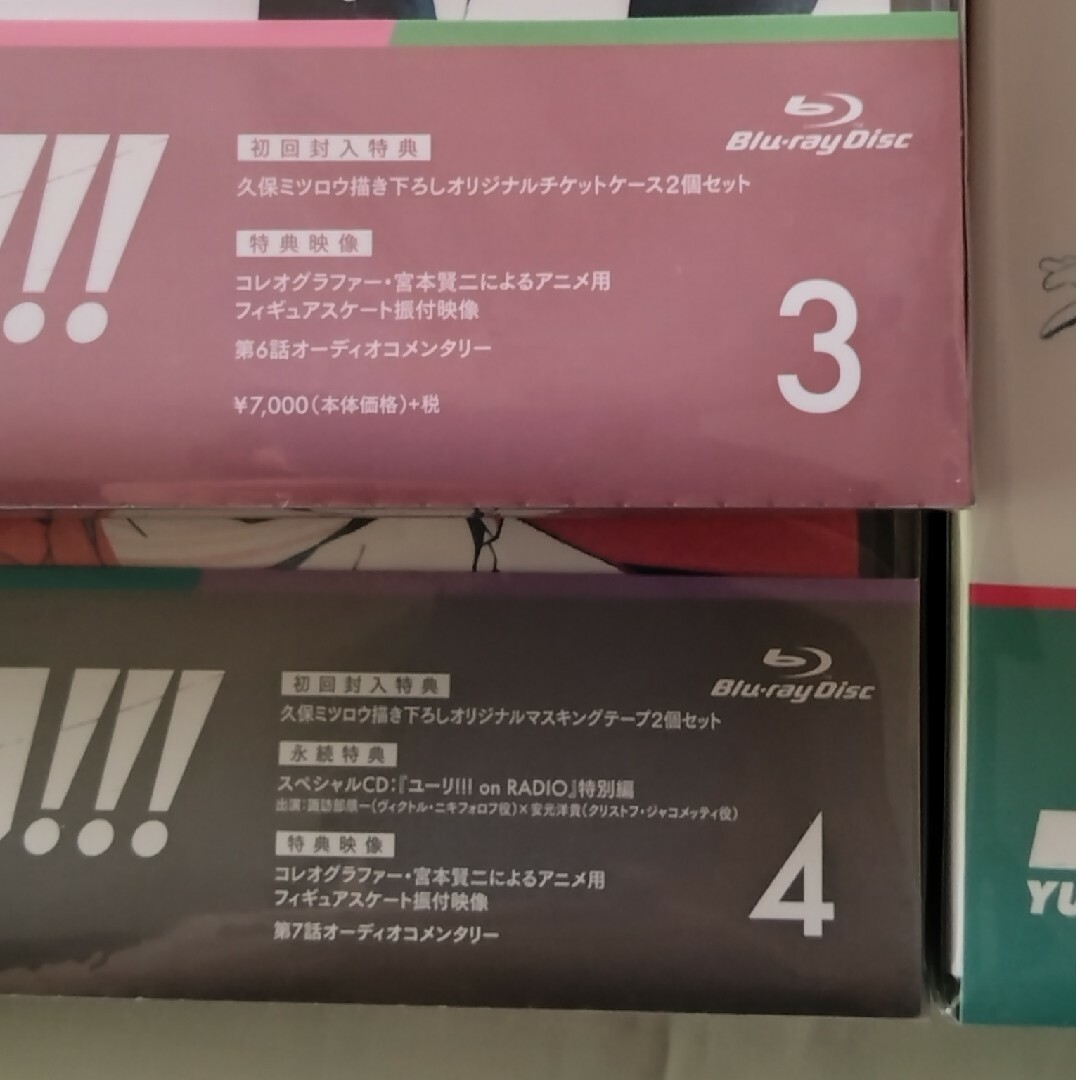 !!!
Blu-ray Disc
初回封入特典
久保ミツロウ描き下ろしオリジナルチケットケース2個セット
特典映像
コレオグラファー・宮本賢二によるアニメ用
フィギュアスケート振付映像
第6話オーディオコメンタリー
¥7,000(本体価格)+税
3
!!!
Blu-ray Disc
初回封入特典
久保ミツロウ描き下ろしオリジナルマスキングテープ2個セット
永続特典
スペシャルCD:『ユーリ!!! on RADIO』特別編
出演:諏訪部順一(ヴィクトル・ニキフォロフ役)×安元洋貴(クリストフ・ジャコメッティ役)
特典映像
コレオグラファー・宮本賢二によるアニメ用
フィギュアスケート振付映像
第7話オーディオコメンタリー
4
YU